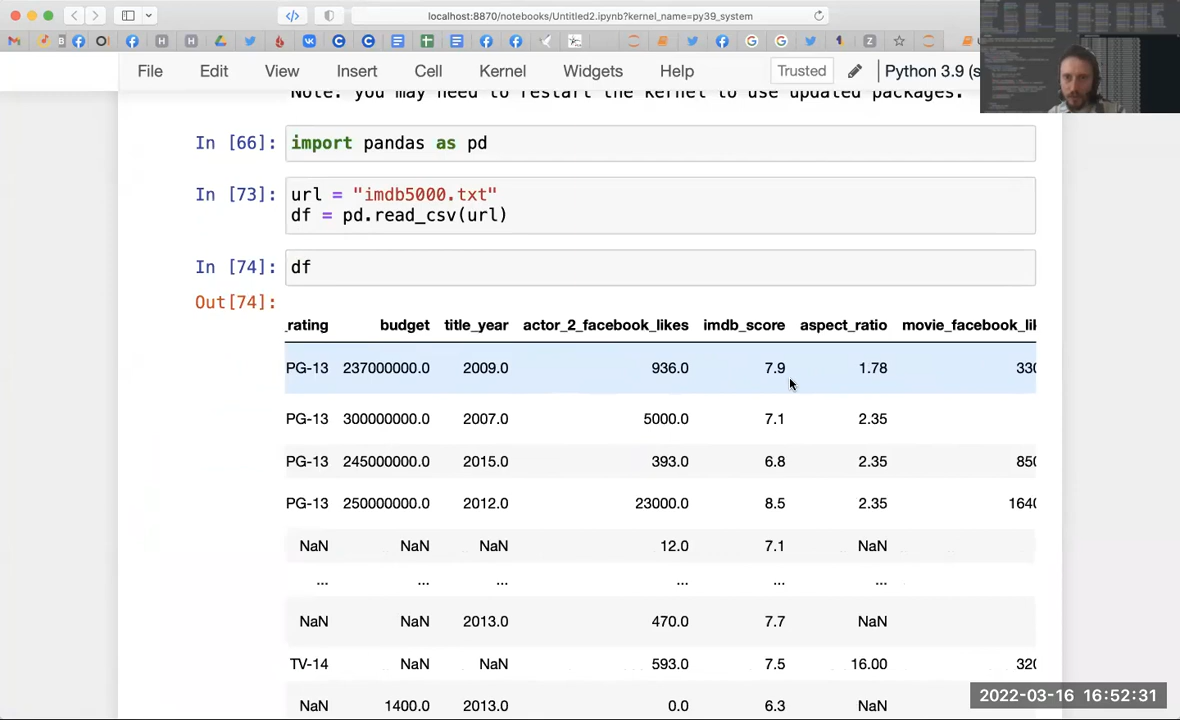 localhost:8870/notebooks/Untitled2.ipynb?kernel_name=py39_system
File Edit View Insert Cell Kernel Widgets Help Trusted Python 3.9 (s
Note: you may need to restart the kernel to use updated packages.
In [66]: import pandas as pd
In [73]: url = "imdb5000.txt"
df = pd.read_csv(url)
In [74]: df
Out[74]:
_rating budget title_year actor_2_facebook_likes imdb_score aspect_ratio movie_facebook_lik
PG-13 237000000.0 2009.0 936.0 7.9 1.78 330
PG-13 300000000.0 2007.0 5000.0 7.1 2.35
PG-13 245000000.0 2015.0 393.0 6.8 2.35 850
PG-13 250000000.0 2012.0 23000.0 8.5 2.35 1640
NaN NaN NaN 12.0 7.1 NaN
... ... ... ... ... ...
NaN NaN 2013.0 470.0 7.7 NaN
TV-14 NaN NaN 593.0 7.5 16.00 320
NaN 1400.0 2013.0 0.0 6.3 NaN
2022-03-16 16:52:31